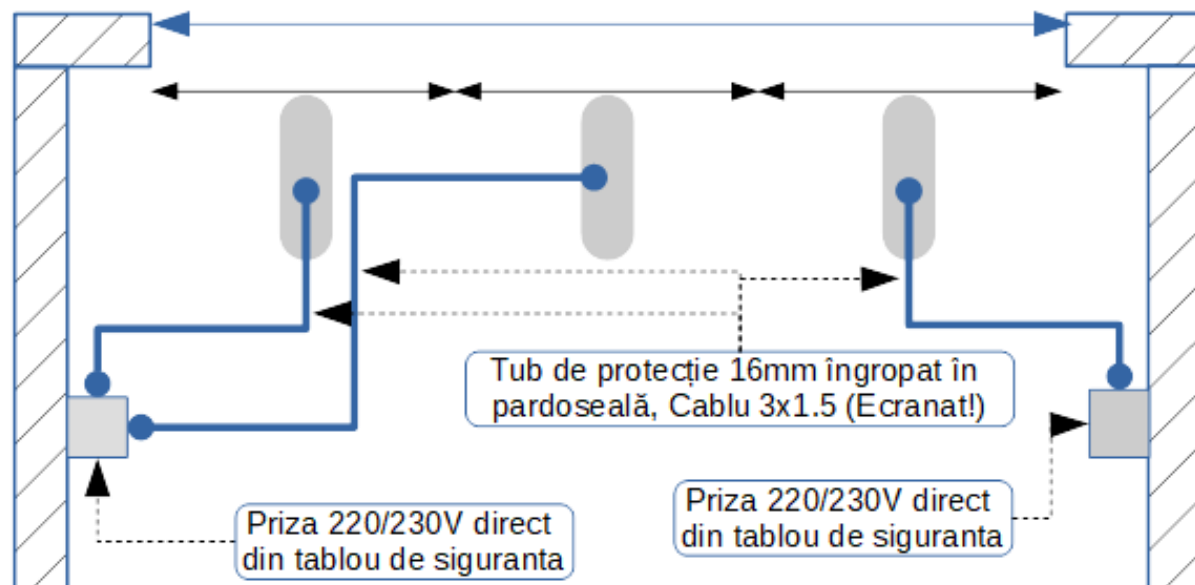 Tub de protecție 16mm îngropat în
pardoseală, Cablu 3x1.5 (Ecranat!)
Priza 220/230V direct
din tablou de siguranta
Priza 220/230V direct
din tablou de siguranta